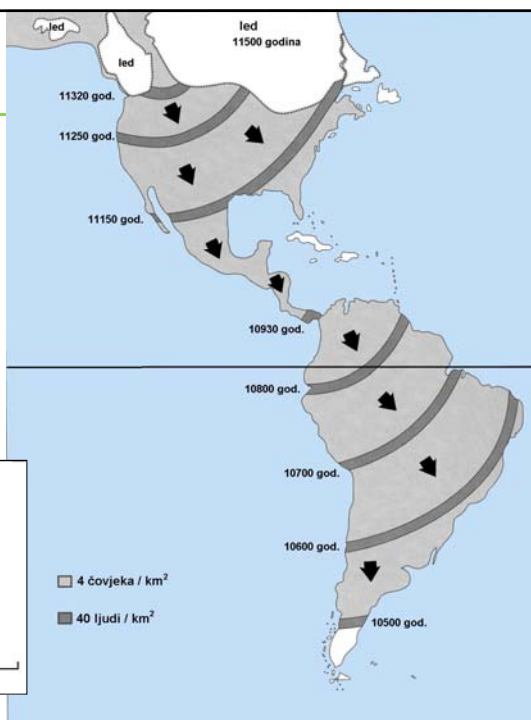 led
led
11500 godina
11320 god.
11250 god.
11150 god.
10930 god.
10800 god.
10700 god.
10600 god.
10500 god.
4 čovjeka / km²
40 ljudi / km²